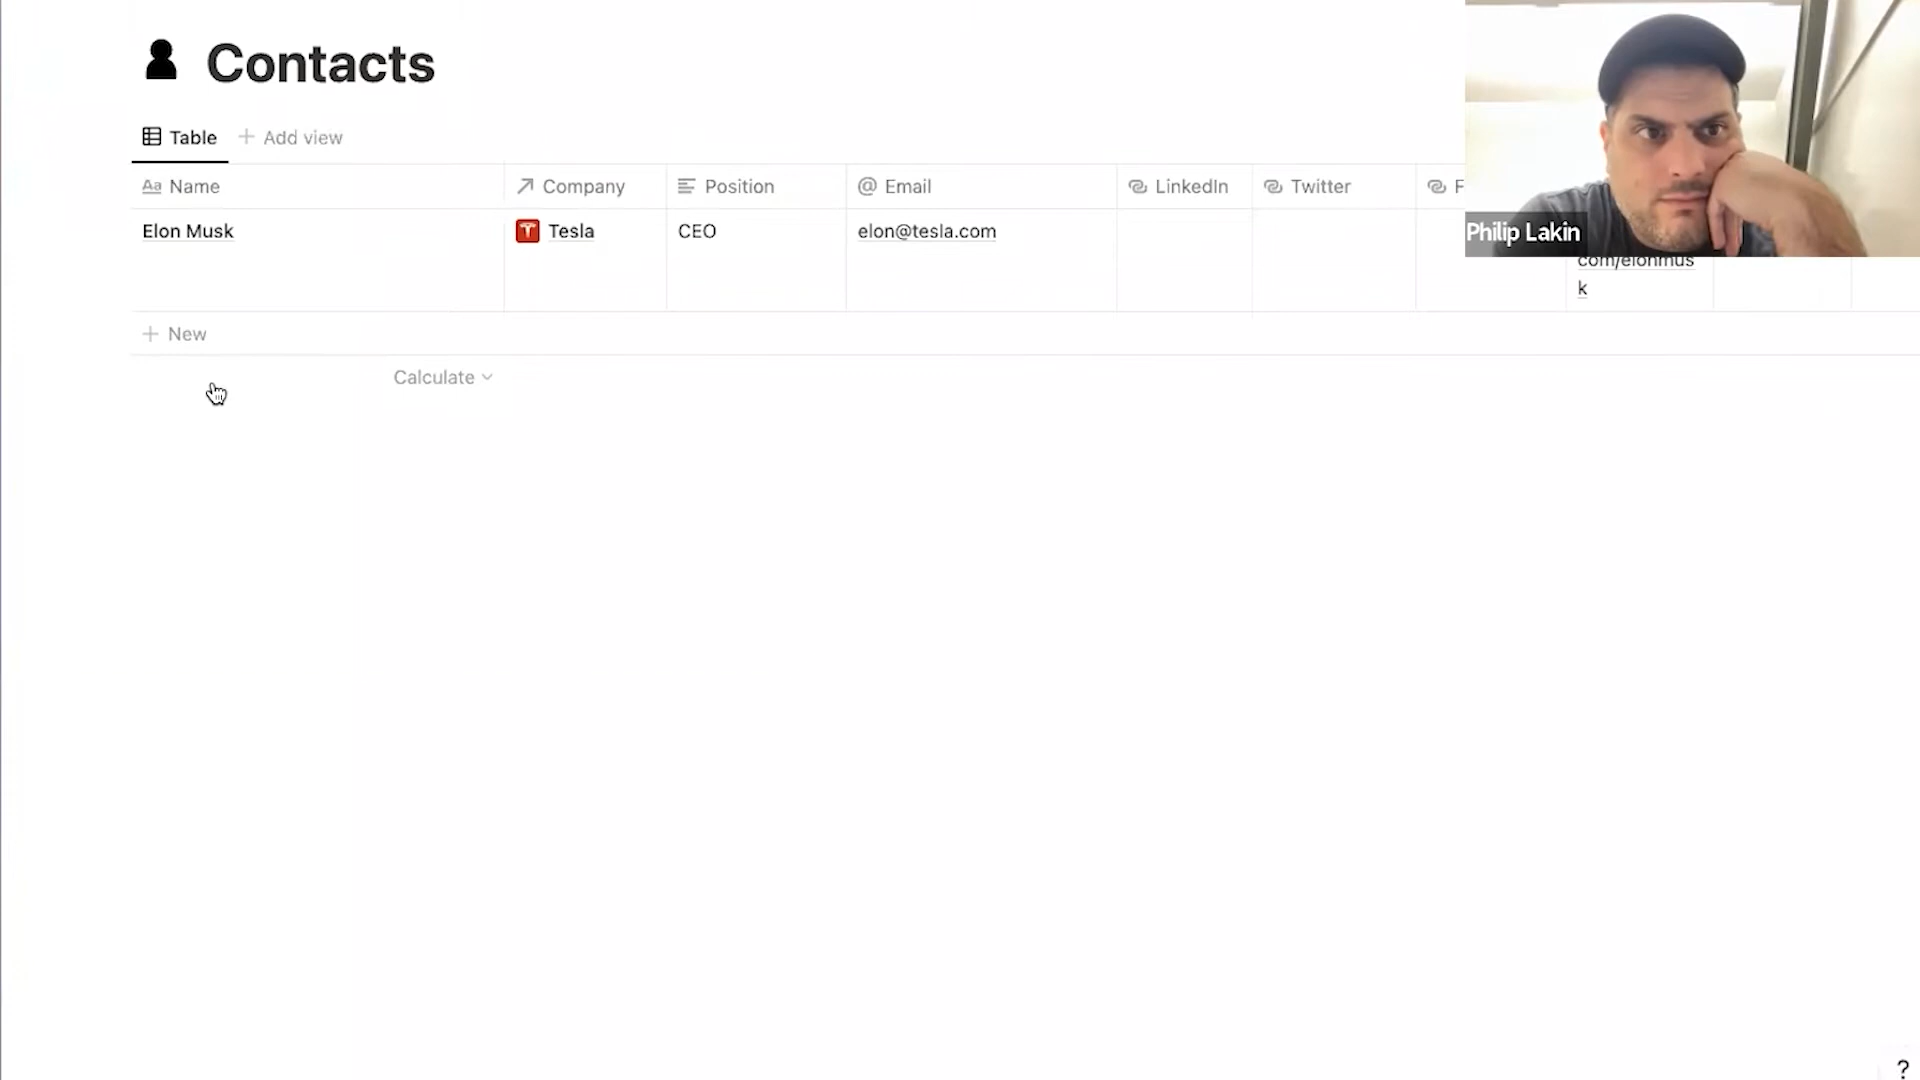 Contacts
Table
Add view
Aa Name
Company
Position
@ Email
LinkedIn
Twitter
F
Elon Musk
Tesla
CEO
elon@tesla.com
Philip Lakin
com/elonmus
k
New
Calculate
?